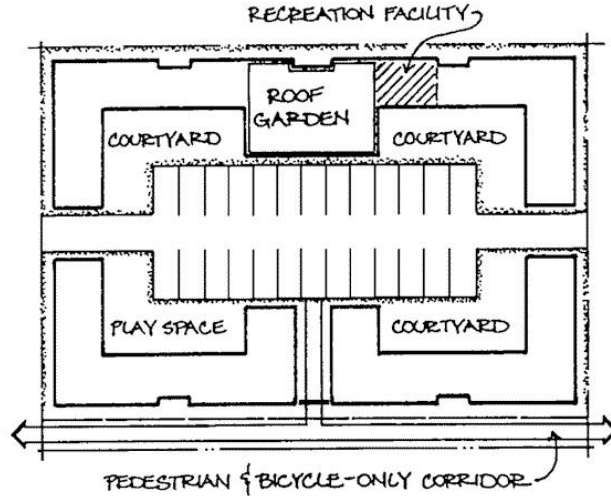 RECREATION FACILITY
ROOF
GARDEN
COURTYARD
COURTYARD
PLAY SPACE
COURTYARD
PEDESTRIAN & BICYCLE-ONLY CORRIDOR